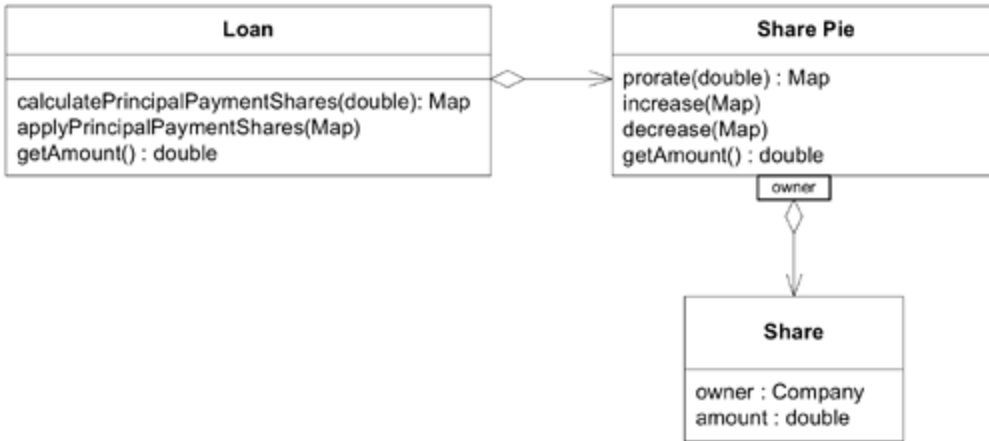 Loan
calculatePrincipalPaymentShares(double): Map
applyPrincipalPaymentShares(Map)
getAmount() : double
Share Pie
prorate(double) : Map
increase(Map)
decrease(Map)
getAmount() : double
owner
Share
owner : Company
amount : double